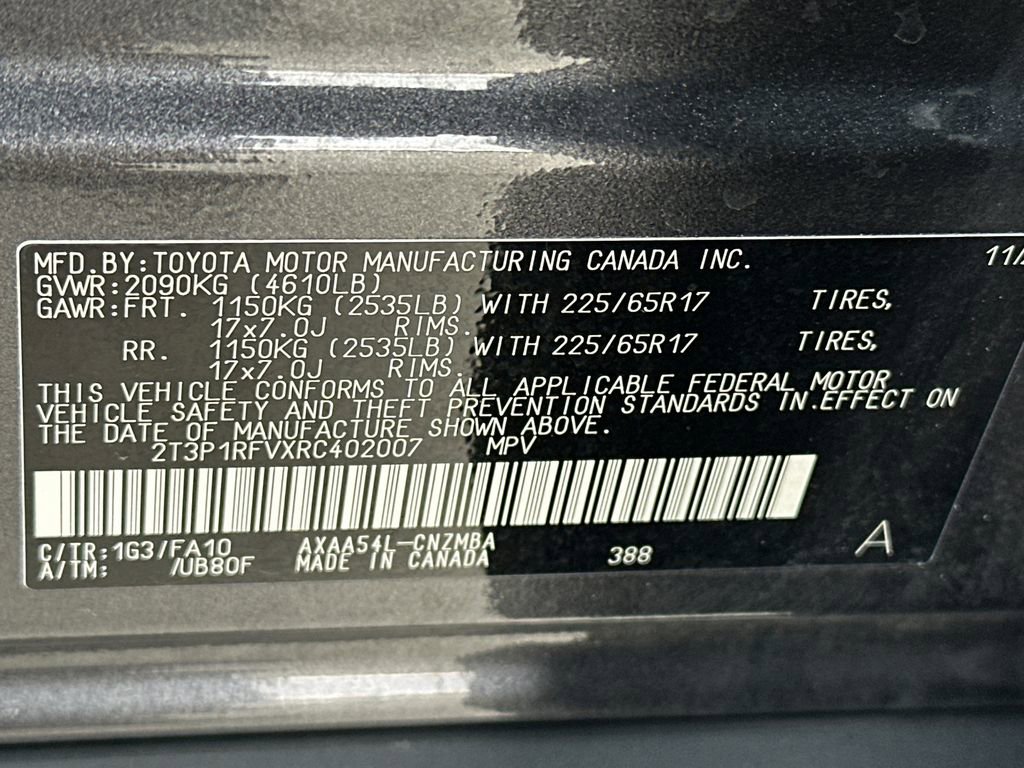 MFD.BY:TOYOTA MOTOR MANUFACTURING CANADA INC. 11/
GVWR:2090KG (4610LB)
GAWR:FRT. 1150KG (2535LB) WITH 225/65R17 TIRES,
17x7.0J RIMS.
RR. 1150KG (2535LB) WITH 225/65R17 TIRES,
17x7.0J RIMS.
THIS VEHICLE CONFORMS TO ALL APPLICABLE FEDERAL MOTOR
VEHICLE SAFETY AND THEFT PREVENTION STANDARDS IN EFFECT ON
THE DATE OF MANUFACTURE SHOWN ABOVE.
2T3P1RFVXRC402007 MPV
C/TR:1G3/FA10 AXAA54L-CNZMBA
A/TM: /UB80F MADE IN CANADA 388 A